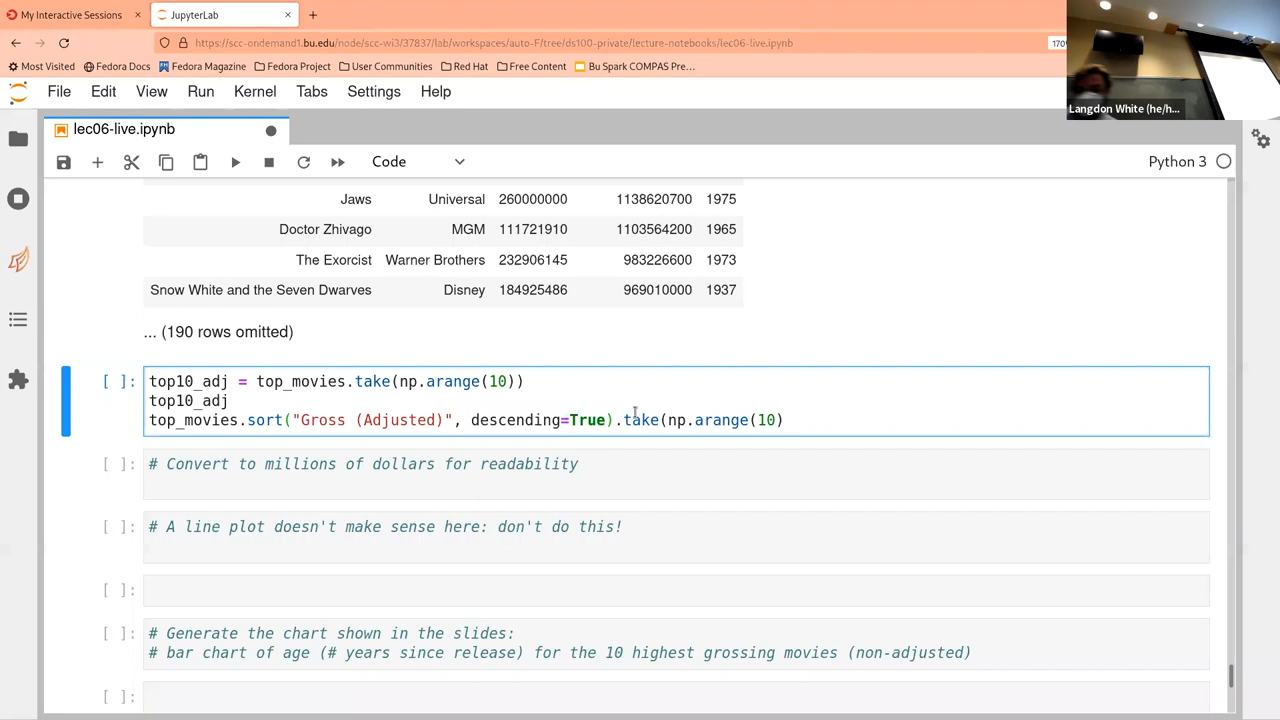 My Interactive Sessions
JupyterLab
https://scc-ondemand1.bu.edu/node/scc-wi3/37837/lab/workspaces/auto-F/tree/ds100-private/lecture-notebooks/lec06-live.ipynb
170%
Most Visited Fedora Docs Fedora Magazine Fedora Project User Communities Red Hat Free Content Bu Spark COMPAS Pre…
Langdon White (he/h...
File Edit View Run Kernel Tabs Settings Help
lec06-live.ipynb
Code
Python 3
Jaws Universal 260000000 1138620700 1975
Doctor Zhivago MGM 111721910 1103564200 1965
The Exorcist Warner Brothers 232906145 983226600 1973
Snow White and the Seven Dwarves Disney 184925486 969010000 1937
... (190 rows omitted)
[ ]: top10_adj = top_movies.take(np.arange(10))
top10_adj
top_movies.sort("Gross (Adjusted)", descending=True).take(np.arange(10)
[ ]: # Convert to millions of dollars for readability
[ ]: # A line plot doesn't make sense here: don't do this!
[ ]:
[ ]: # Generate the chart shown in the slides:
# bar chart of age (# years since release) for the 10 highest grossing movies (non-adjusted)
[ ]: